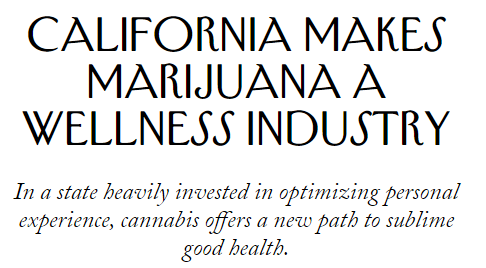 CALIFORNIA MAKES
MARIJUANA A
WELLNESS INDUSTRY
In a state heavily invested in optimizing personal
experience, cannabis offers a new path to sublime
good health.